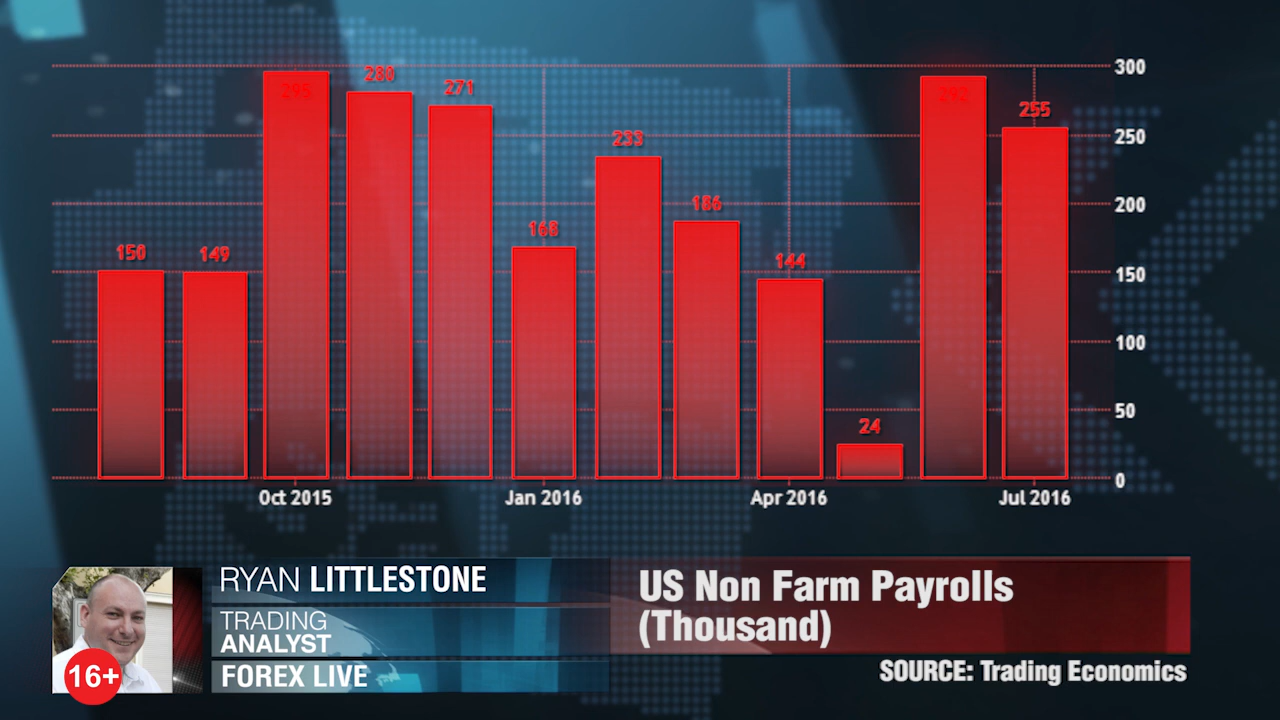 300
295
280
271
292
255
250
233
200
186
168
150
149
144
150
100
50
24
0
Oct 2015
Jan 2016
Apr 2016
Jul 2016
RYAN LITTLESTONE
TRADING
ANALYST
FOREX LIVE
16+
US Non Farm Payrolls
(Thousand)
SOURCE: Trading Economics